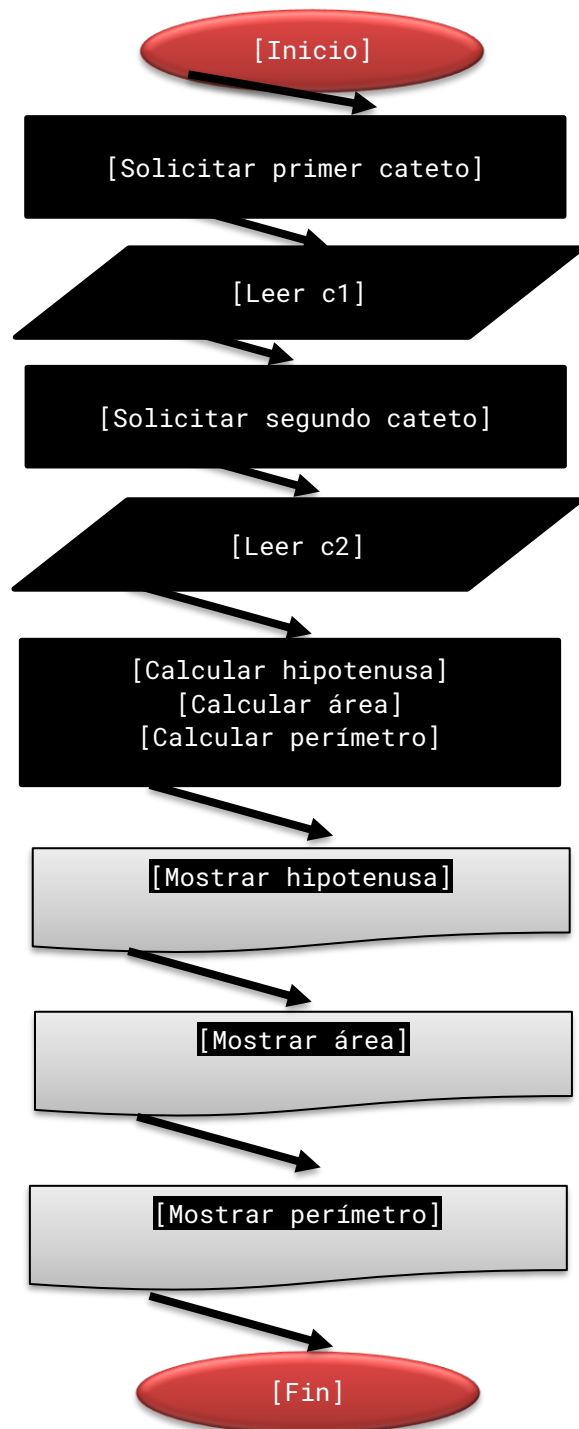 [Inicio]
[Solicitar primer cateto]
[Leer c1]
[Solicitar segundo cateto]
[Leer c2]
[Calcular hipotenusa]
[Calcular área]
[Calcular perímetro]
[Mostrar hipotenusa]
[Mostrar área]
[Mostrar perímetro]
[Fin]